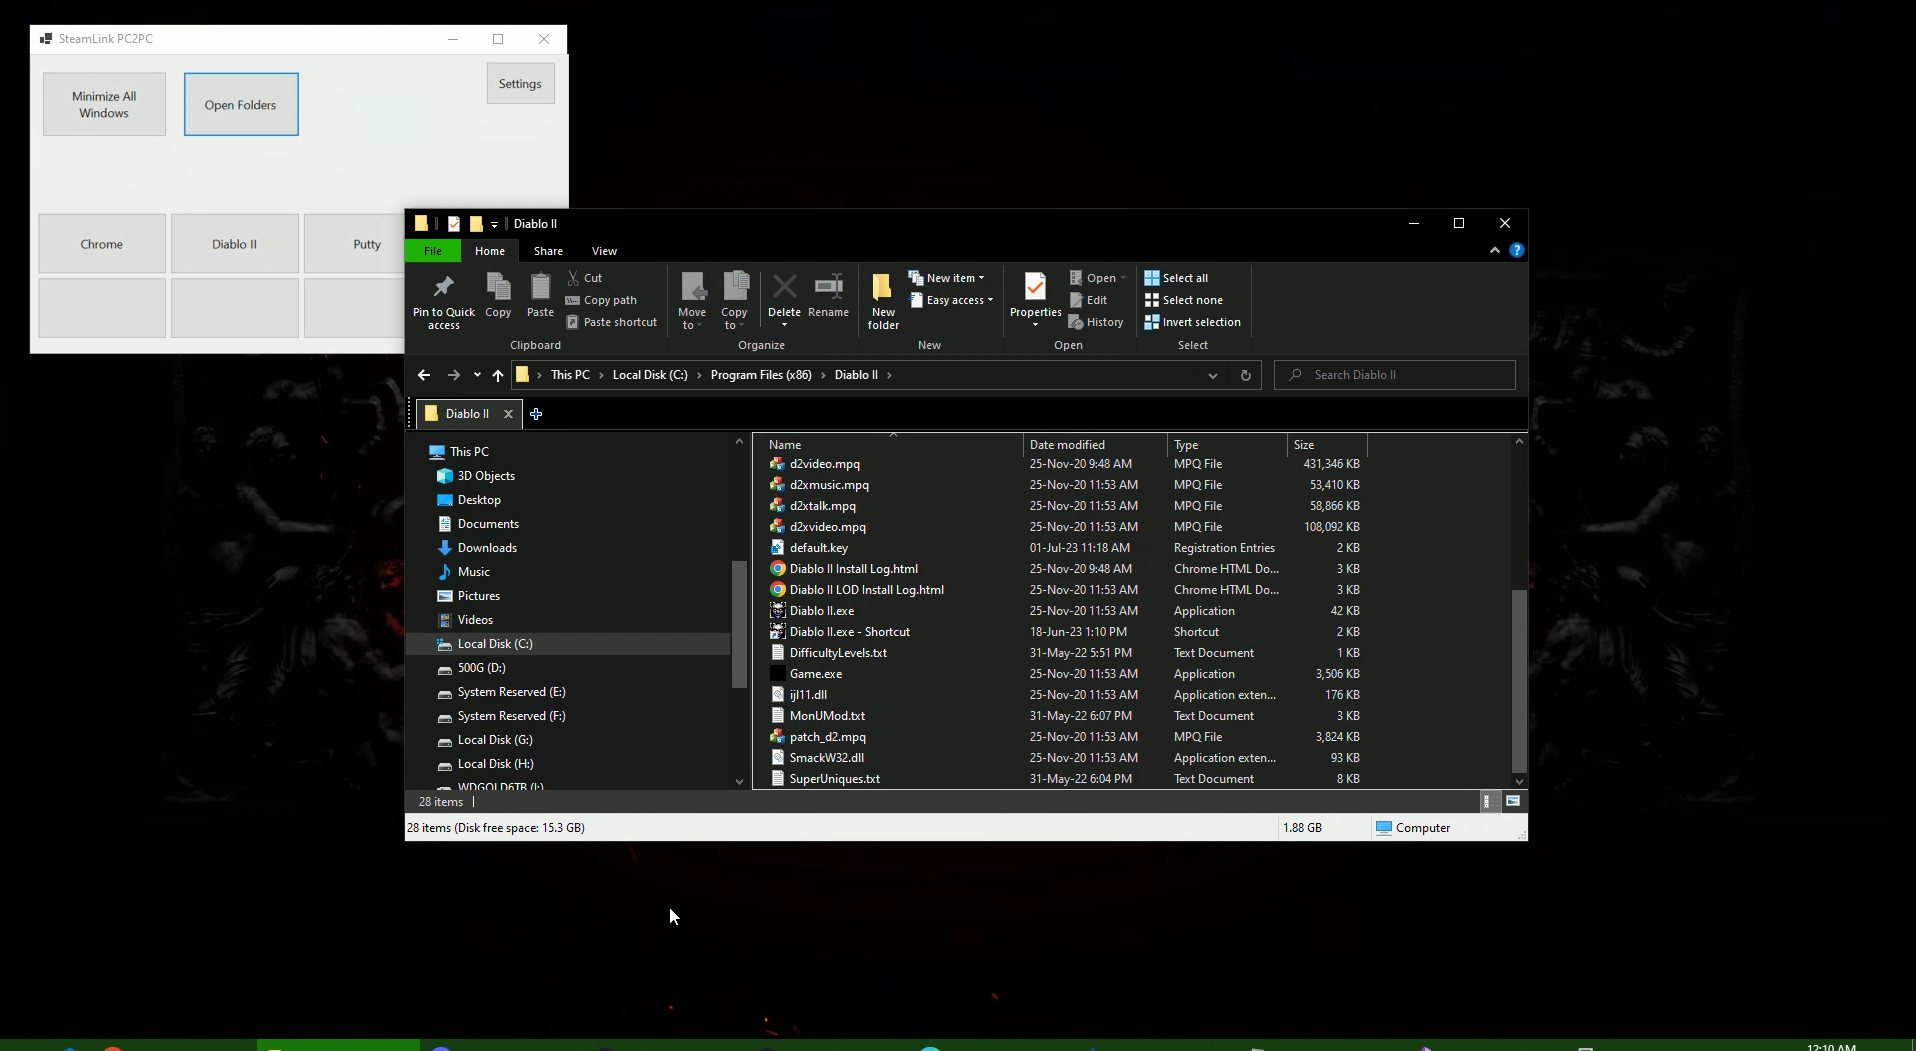 SteamLink PC2PC
Minimize All
Windows
Open Folders
Settings
Chrome
Diablo II
Putty
Diablo II
File
Home
Share
View
Pin to Quick
access
Copy
Paste
Cut
Copy path
Paste shortcut
Clipboard
Move
to
Copy
to
Delete
Rename
Organize
New
folder
New item
Easy access
New
Properties
Open
Edit
History
Open
Select all
Select none
Invert selection
Select
This PC
Local Disk (C:)
Program Files (x86)
Diablo II
Search Diablo II
Diablo II
This PC
3D Objects
Desktop
Documents
Downloads
Music
Pictures
Videos
Local Disk (C:)
500G (D:)
System Reserved (E:)
System Reserved (F:)
Local Disk (G:)
Local Disk (H:)
WDGOLD6TB (I:)
Name Date modified Type Size
d2video.mpq 25-Nov-20 9:48 AM MPQ File 431,346 KB
d2xmusic.mpq 25-Nov-20 11:53 AM MPQ File 53,410 KB
d2xtalk.mpq 25-Nov-20 11:53 AM MPQ File 58,866 KB
d2xvideo.mpq 25-Nov-20 11:53 AM MPQ File 108,092 KB
default.key 01-Jul-23 11:18 AM Registration Entries 2 KB
Diablo II Install Log.html 25-Nov-20 9:48 AM Chrome HTML Do... 3 KB
Diablo II LOD Install Log.html 25-Nov-20 11:53 AM Chrome HTML Do... 3 KB
Diablo II.exe 25-Nov-20 11:53 AM Application 42 KB
Diablo II.exe - Shortcut 18-Jun-23 1:10 PM Shortcut 2 KB
DifficultyLevels.txt 31-May-22 5:51 PM Text Document 1 KB
Game.exe 25-Nov-20 11:53 AM Application 3,506 KB
ijl11.dll 25-Nov-20 11:53 AM Application exten... 176 KB
MonUMod.txt 31-May-22 6:07 PM Text Document 3 KB
patch_d2.mpq 25-Nov-20 11:53 AM MPQ File 3,824 KB
SmackW32.dll 25-Nov-20 11:53 AM Application exten... 93 KB
SuperUniques.txt 31-May-22 6:04 PM Text Document 8 KB
28 items
28 items (Disk free space: 15.3 GB)
1.88 GB
Computer
12:10 AM